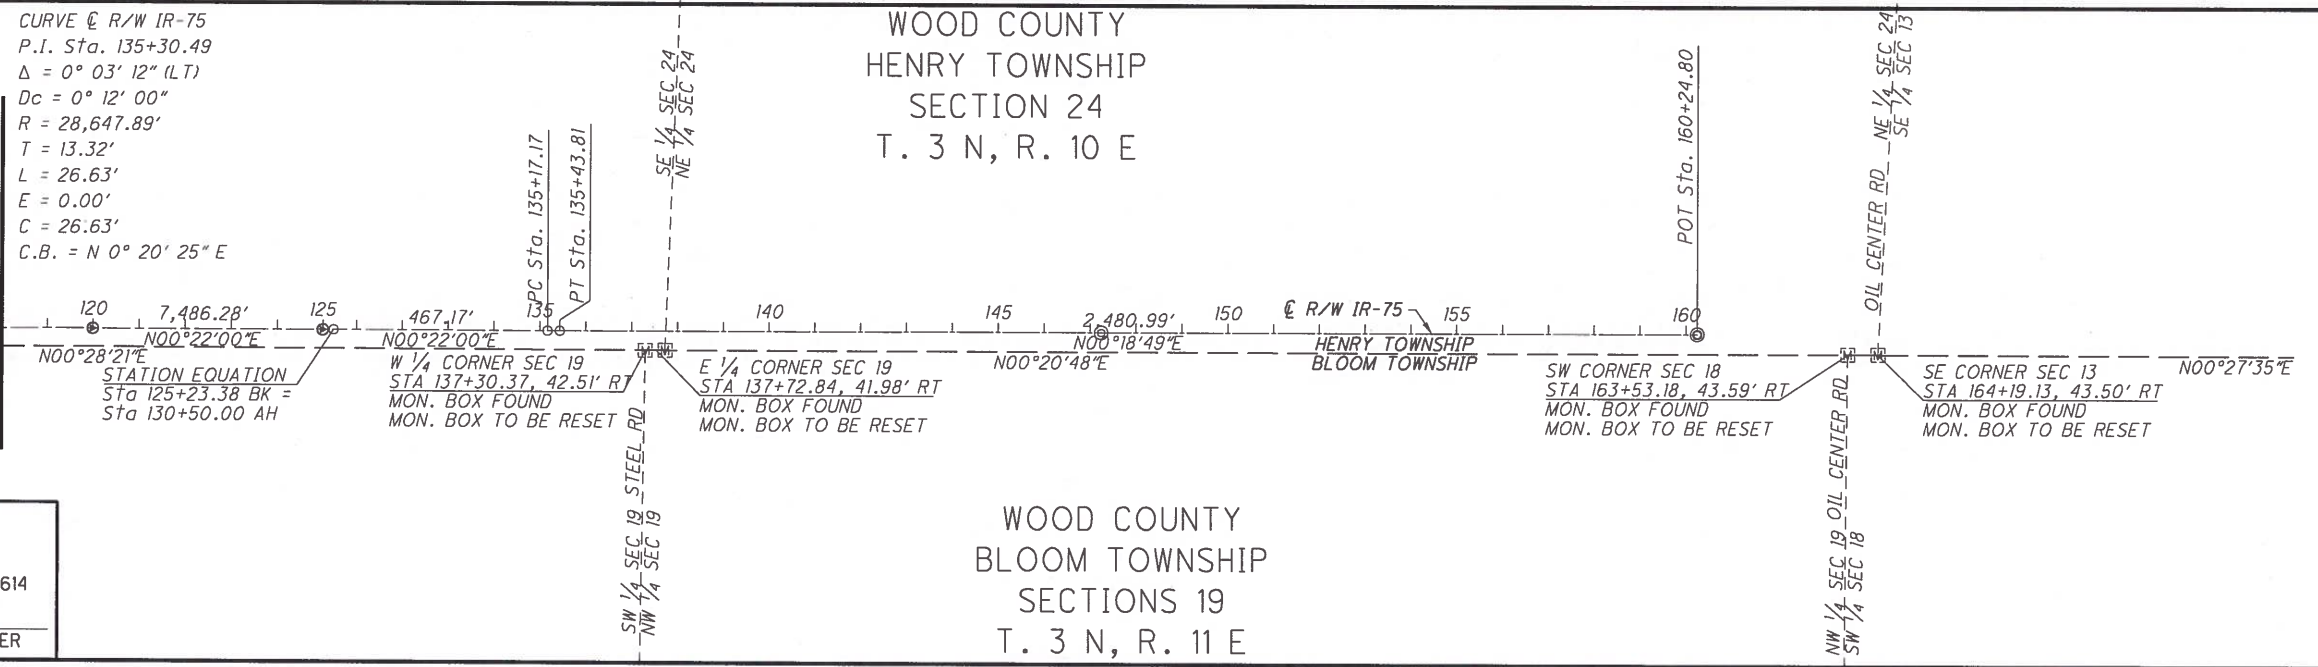 CURVE ℄ R/W IR-75
P.I. Sta. 135+30.49
Δ = 0° 03' 12" (LT)
Dc = 0° 12' 00"
R = 28,647.89'
T = 13.32'
L = 26.63'
E = 0.00'
C = 26.63'
C.B. = N 0° 20' 25" E
WOOD COUNTY
HENRY TOWNSHIP
SECTION 24
T. 3 N, R. 10 E
PC Sta. 135+17.17
PT Sta. 135+43.81
SE 1/4 SEC 24
NE 1/4 SEC 24
POT Sta. 160+24.80
OIL CENTER RD
NE 1/4 SEC 24
SE 1/4 SEC 13
120
7,486.28'
125
467.17'
135
140
145
2,480.99'
150
℄ R/W IR-75
155
160
N00°28'21"E
N00°22'00"E
N00°22'00"E
N00°20'48"E
N00°18'49"E
HENRY TOWNSHIP
BLOOM TOWNSHIP
N00°27'35"E
STATION EQUATION
Sta 125+23.38 BK =
Sta 130+50.00 AH
W 1/4 CORNER SEC 19
STA 137+30.37, 42.51' RT
MON. BOX FOUND
MON. BOX TO BE RESET
E 1/4 CORNER SEC 19
STA 137+72.84, 41.98' RT
MON. BOX FOUND
MON. BOX TO BE RESET
SW CORNER SEC 18
STA 163+53.18, 43.59' RT
MON. BOX FOUND
MON. BOX TO BE RESET
SE CORNER SEC 13
STA 164+19.13, 43.50' RT
MON. BOX FOUND
MON. BOX TO BE RESET
STEEL RD
SW 1/4 SEC 19
NW 1/4 SEC 19
OIL CENTER RD
NW 1/4 SEC 19
SW 1/4 SEC 18
WOOD COUNTY
BLOOM TOWNSHIP
SECTIONS 19
T. 3 N, R. 11 E
614
ER